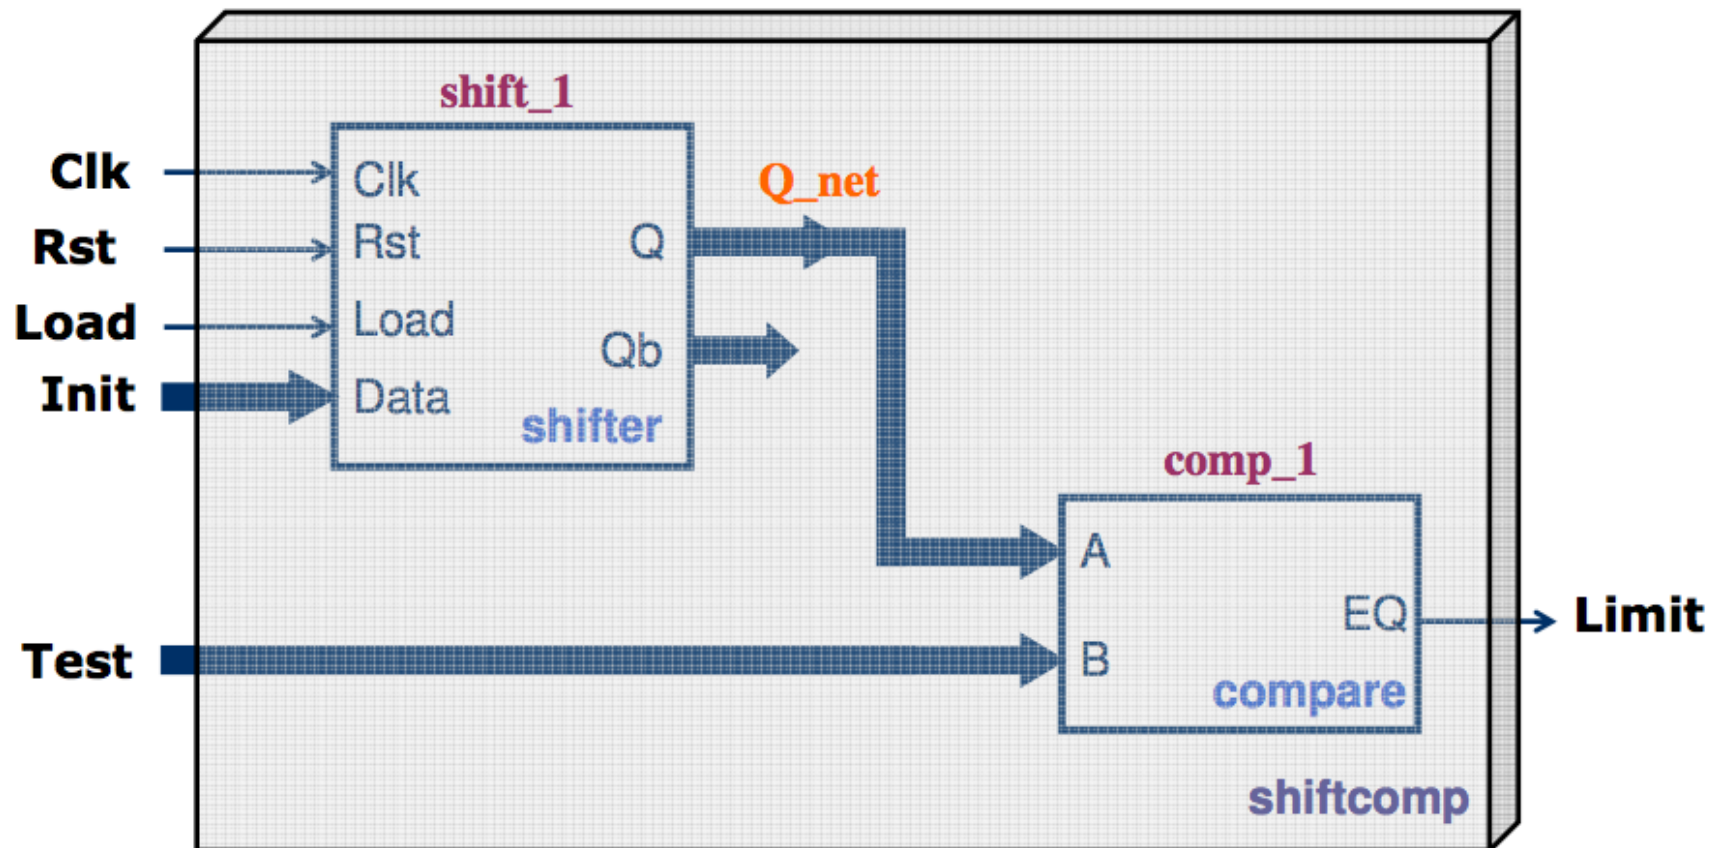 shift_1
Clk
Clk
Q_net
Rst
Rst
Q
Load
Load
Qb
Init
Data
shifter
comp_1
A
EQ
Limit
Test
B
compare
shiftcomp